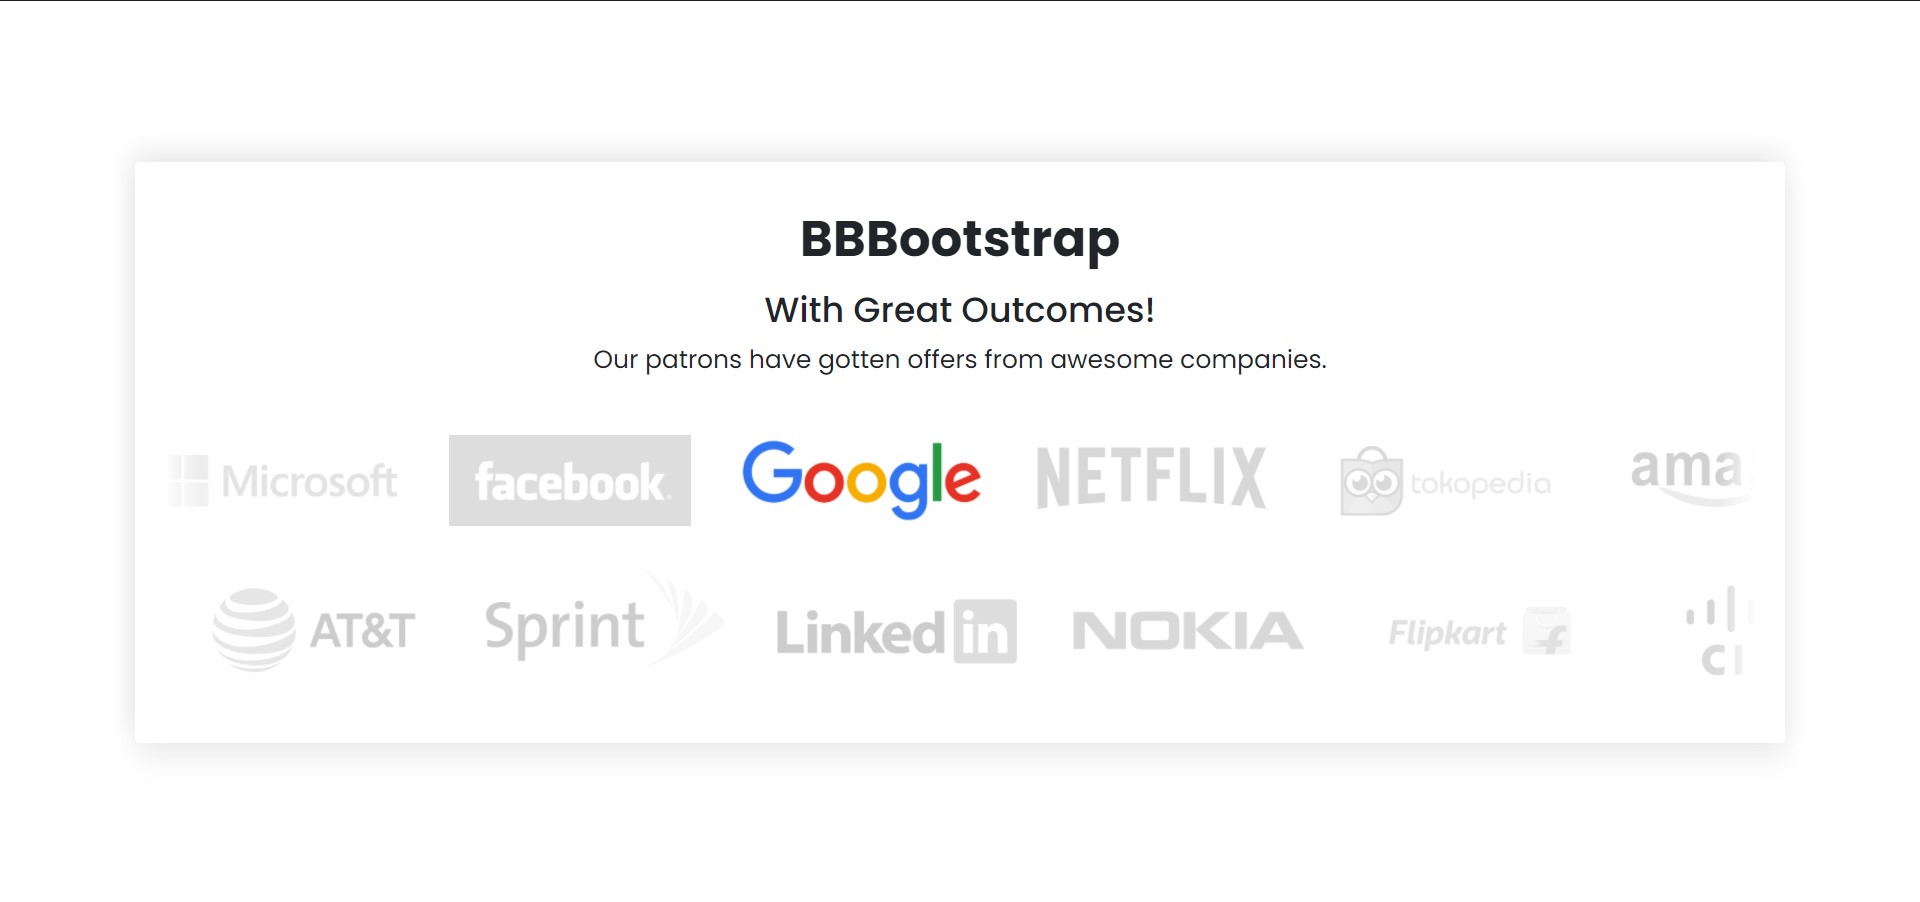 BBBootstrap
With Great Outcomes!
Our patrons have gotten offers from awesome companies.
Microsoft facebook Google NETFLIX tokopedia ama
AT&T Sprint Linked in NOKIA Flipkart f CI